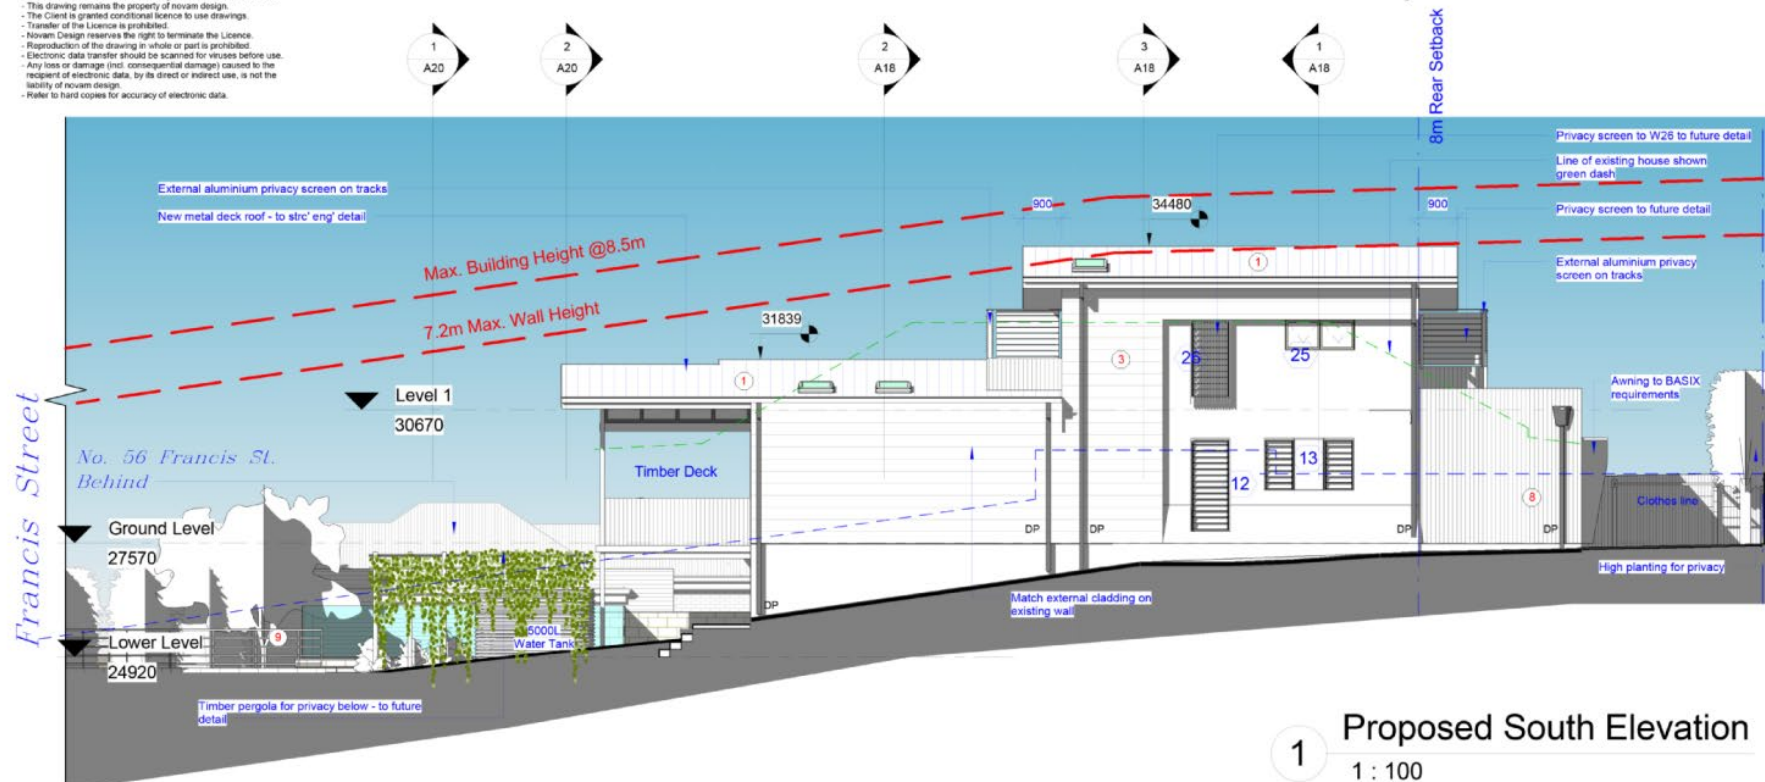 - This drawing remains the property of novam design.
- The Client is granted conditional licence to use drawings.
- Transfer of the Licence is prohibited.
- Novam Design reserves the right to terminate the Licence.
- Reproduction of the drawing in whole or part is prohibited.
- Electronic data transfer should be scanned for viruses before use.
- Any loss or damage (incl. consequential damage) caused to the
recipient of electronic data, by its direct or indirect use, is not the
liability of novam design.
- Refer to hard copies for accuracy of electronic data.
1
A20
2
A20
2
A18
3
A18
1
A18
8m Rear Setback
Privacy screen to W26 to future detail
Line of existing house shown
green dash
Privacy screen to future detail
External aluminium privacy
screen on tracks
External aluminium privacy screen on tracks
New metal deck roof - to strc' eng' detail
900
34480
900
Max. Building Height @8.5m
7.2m Max. Wall Height
31839
1
1
3
26
25
Awning to BASIX
requirements
Level 1
30670
Francis Street
No. 56 Francis St.
Behind
Timber Deck
12
13
8
Clothes line
Ground Level
27570
DP
DP
DP
DP
High planting for privacy
Match external cladding on
existing wall
DP
9
5000L
Water Tank
Lower Level
24920
Timber pergola for privacy below - to future
detail
1
Proposed South Elevation
1 : 100